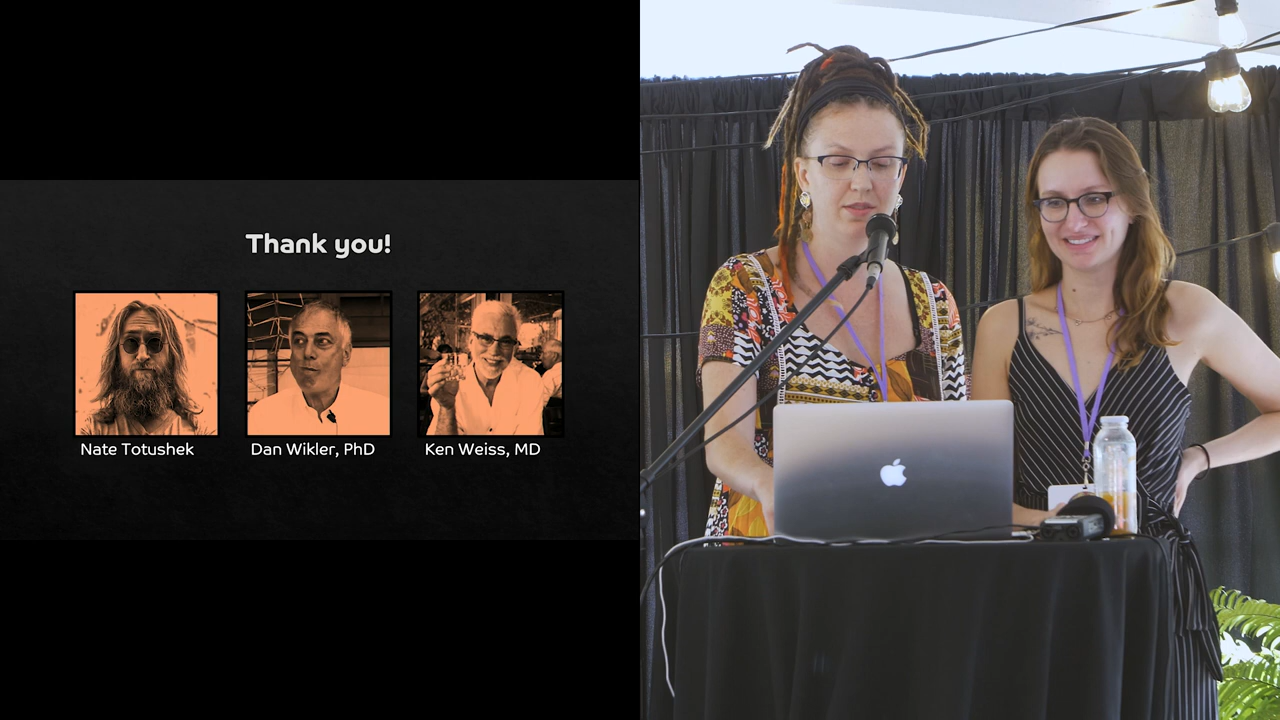 Thank you!
Nate Totushek
Dan Wikler, PhD
Ken Weiss, MD